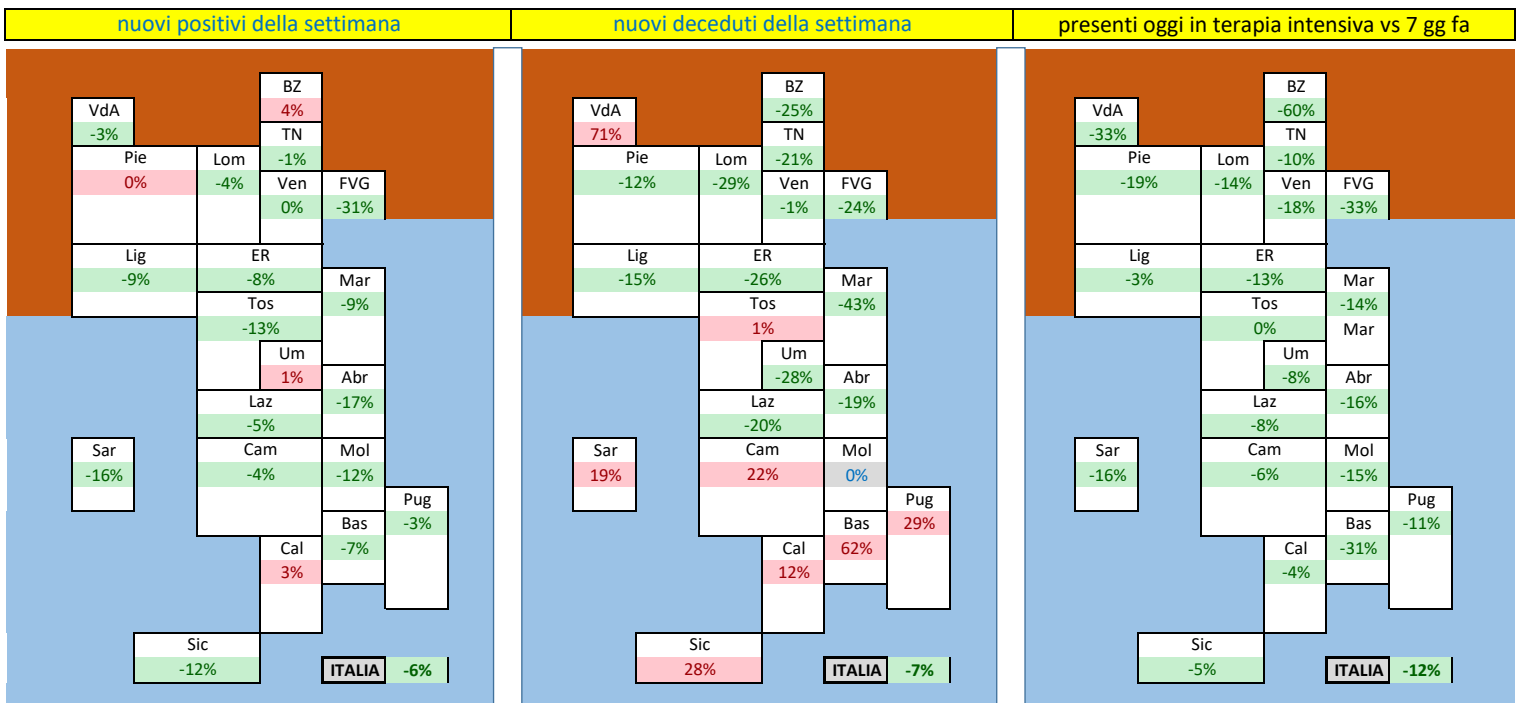 nuovi positivi della settimana
nuovi deceduti della settimana
presenti oggi in terapia intensiva vs 7 gg fa
BZ
4%
VdA
-3%
TN
-1%
Pie
0%
Lom
-4%
Ven
0%
FVG
-31%
Lig
-9%
ER
-8%
Mar
-9%
Tos
-13%
Um
1%
Abr
-17%
Laz
-5%
Sar
-16%
Cam
-4%
Mol
-12%
Pug
-3%
Bas
-7%
Cal
3%
Sic
-12%
ITALIA -6%
BZ
-25%
VdA
71%
TN
-21%
Pie
-12%
Lom
-29%
Ven
-1%
FVG
-24%
Lig
-15%
ER
-26%
Mar
-43%
Tos
1%
Um
-28%
Abr
-19%
Laz
-20%
Sar
19%
Cam
22%
Mol
0%
Pug
29%
Bas
62%
Cal
12%
Sic
28%
ITALIA -7%
BZ
-60%
VdA
-33%
TN
-10%
Pie
-19%
Lom
-14%
Ven
-18%
FVG
-33%
Lig
-3%
ER
-13%
Mar
-14%
Mar
Tos
0%
Um
-8%
Abr
-16%
Laz
-8%
Sar
-16%
Cam
-6%
Mol
-15%
Pug
-11%
Bas
-31%
Cal
-4%
Sic
-5%
ITALIA -12%